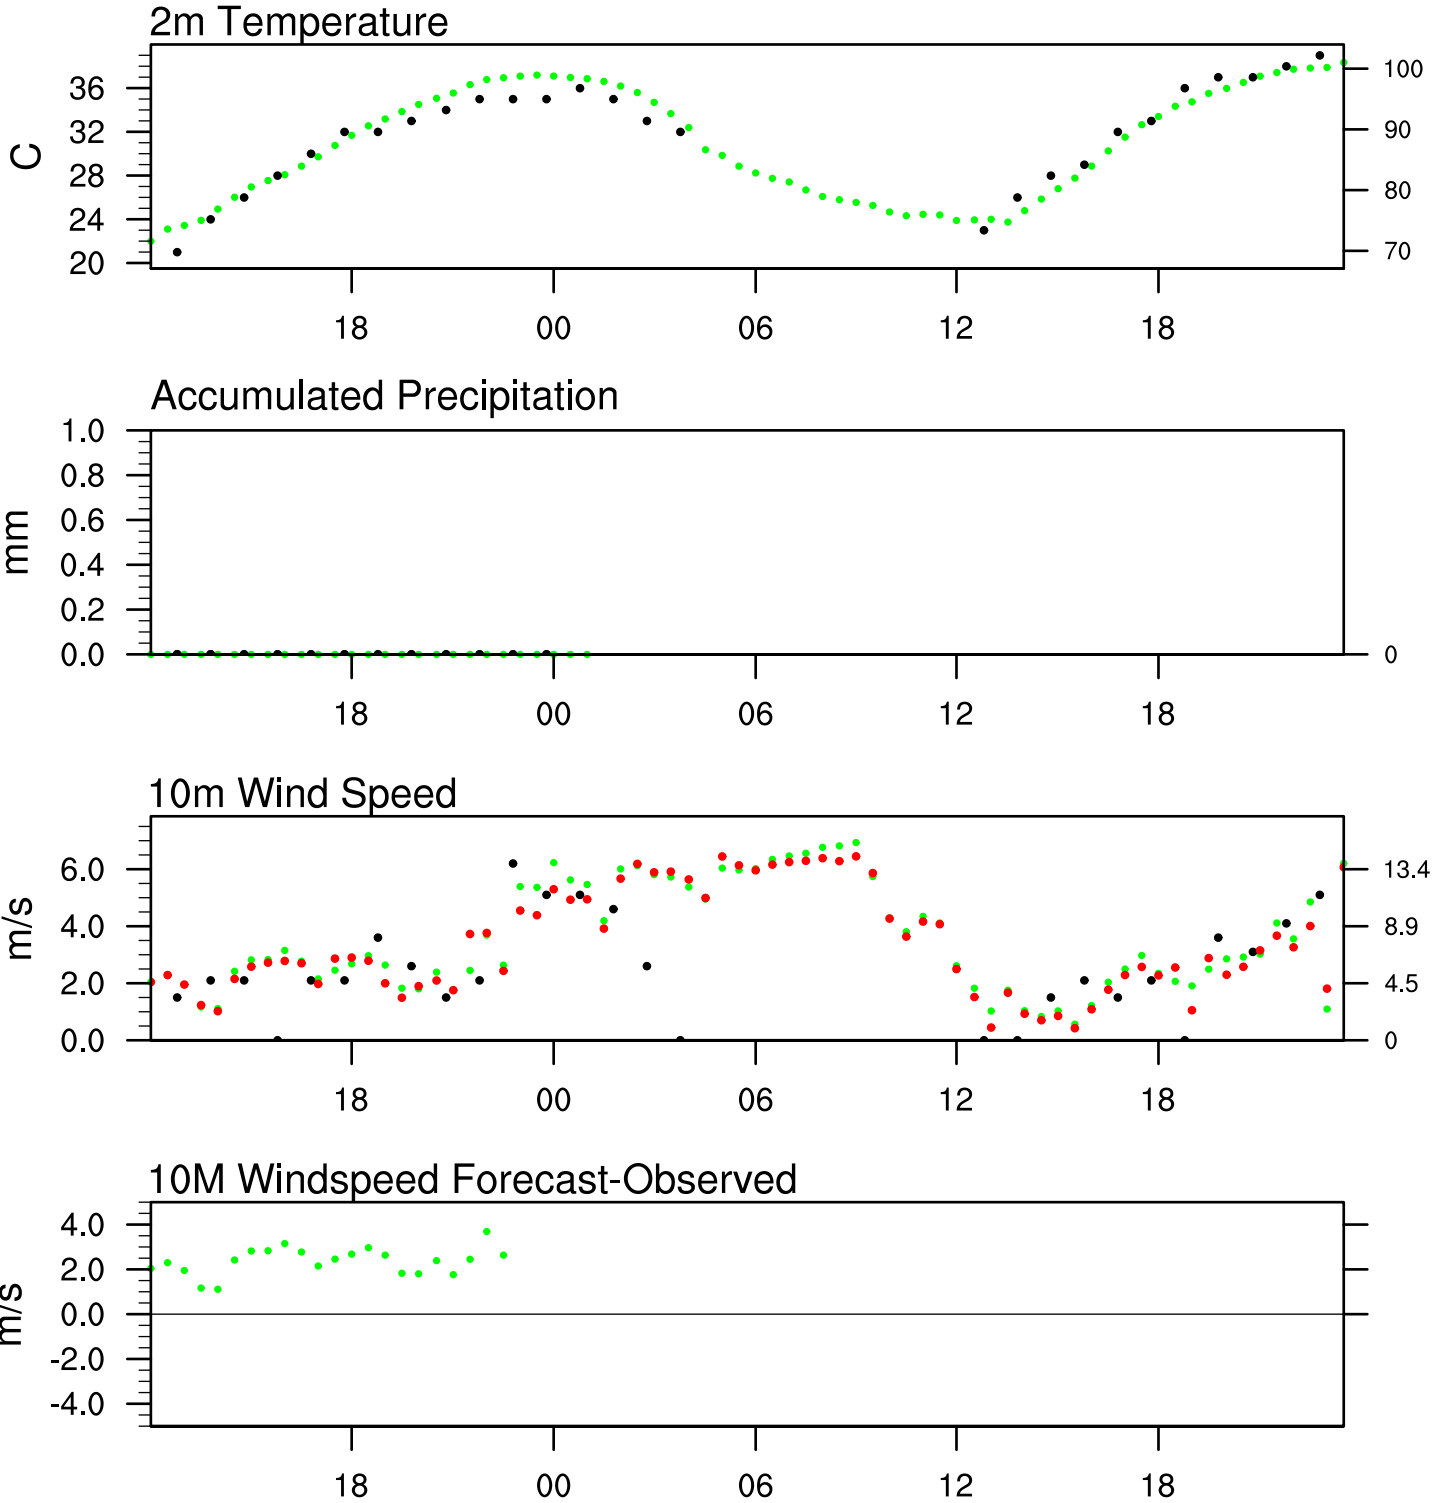 2m Temperature
C
36
32
28
24
20
100
90
80
70
18 00 06 12 18
Accumulated Precipitation
mm
1.0
0.8
0.6
0.4
0.2
0.0
0
18 00 06 12 18
10m Wind Speed
m/s
6.0
4.0
2.0
0.0
13.4
8.9
4.5
0
18 00 06 12 18
10M Windspeed Forecast-Observed
m/s
4.0
2.0
0.0
-2.0
-4.0
18 00 06 12 18